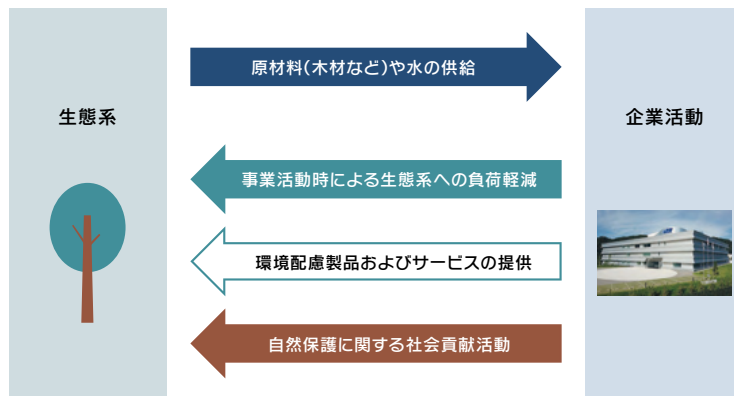 原材料(木材など)や水の供給
生態系
企業活動
事業活動時による生態系への負荷軽減
環境配慮製品およびサービスの提供
自然保護に関する社会貢献活動